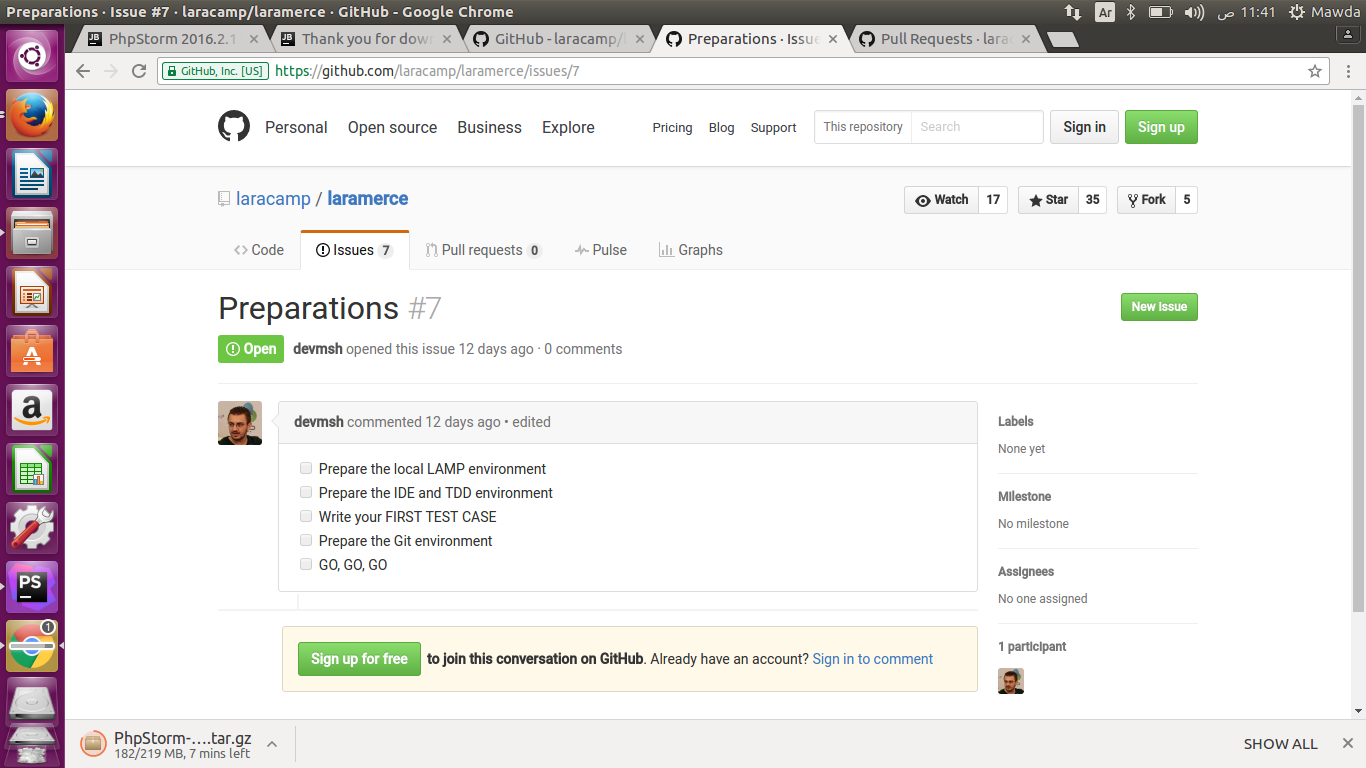 Preparations · Issue #7 · laracamp/laramerce · GitHub - Google Chrome
Ar
ص 11:41
Mawda
PhpStorm 2016.2.1
Thank you for dow
GitHub - laracamp/l
Preparations · Issue
Pull Requests · lara
GitHub, Inc. [US]
https://github.com/laracamp/laramerce/issues/7
Personal
Open source
Business
Explore
Pricing
Blog
Support
This repository
Search
Sign in
Sign up
laracamp / laramerce
Watch 17
Star 35
Fork 5
Code
Issues 7
Pull requests 0
Pulse
Graphs
Preparations #7
New issue
Open
devmsh opened this issue 12 days ago · 0 comments
devmsh commented 12 days ago • edited
Prepare the local LAMP environment
Prepare the IDE and TDD environment
Write your FIRST TEST CASE
Prepare the Git environment
GO, GO, GO
Labels
None yet
Milestone
No milestone
Assignees
No one assigned
1 participant
Sign up for free to join this conversation on GitHub. Already have an account? Sign in to comment
PS
1
PhpStorm-....tar.gz
182/219 MB, 7 mins left
SHOW ALL